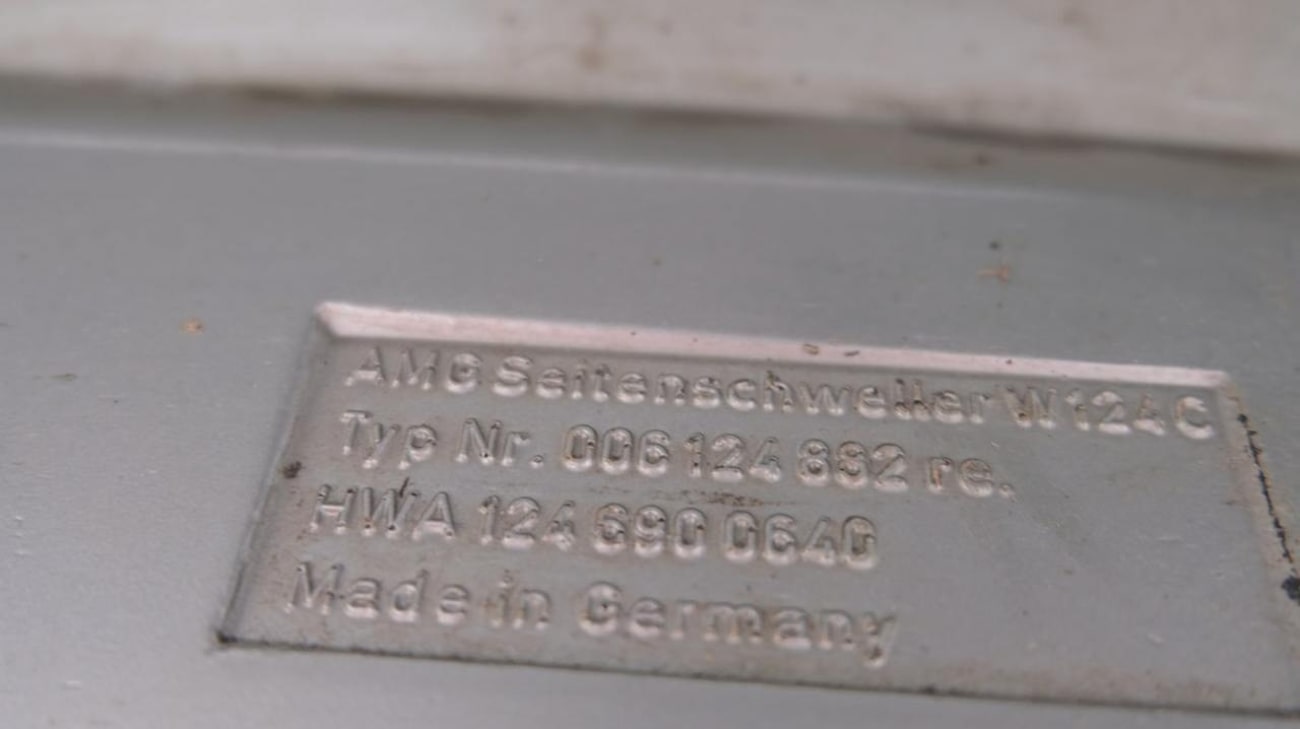 AMG Seitenschweller W124C
Typ Nr. 006 124 882 re.
HWA 124 690 0640
Made in Germany